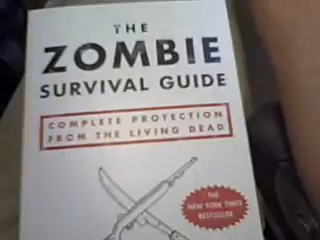 THE
ZOMBIE
SURVIVAL GUIDE
COMPLETE PROTECTION
FROM THE LIVING DEAD
THE
NEW YORK TIMES
BESTSELLER